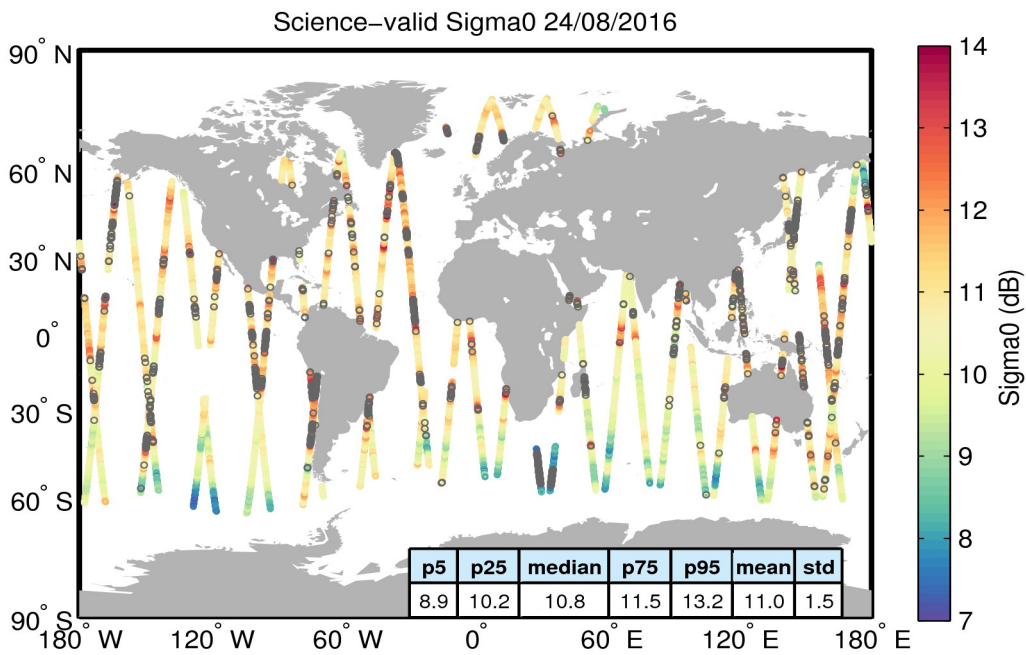 Science−valid Sigma0 24/08/2016
90° N
60° N
30° N
0°
30° S
60° S
90° S
180° W
120° W
60° W
0°
60° E
120° E
180° E
p5 p25 median p75 p95 mean std
8.9 10.2 10.8 11.5 13.2 11.0 1.5
14
13
12
11
10
9
8
7
Sigma0 (dB)